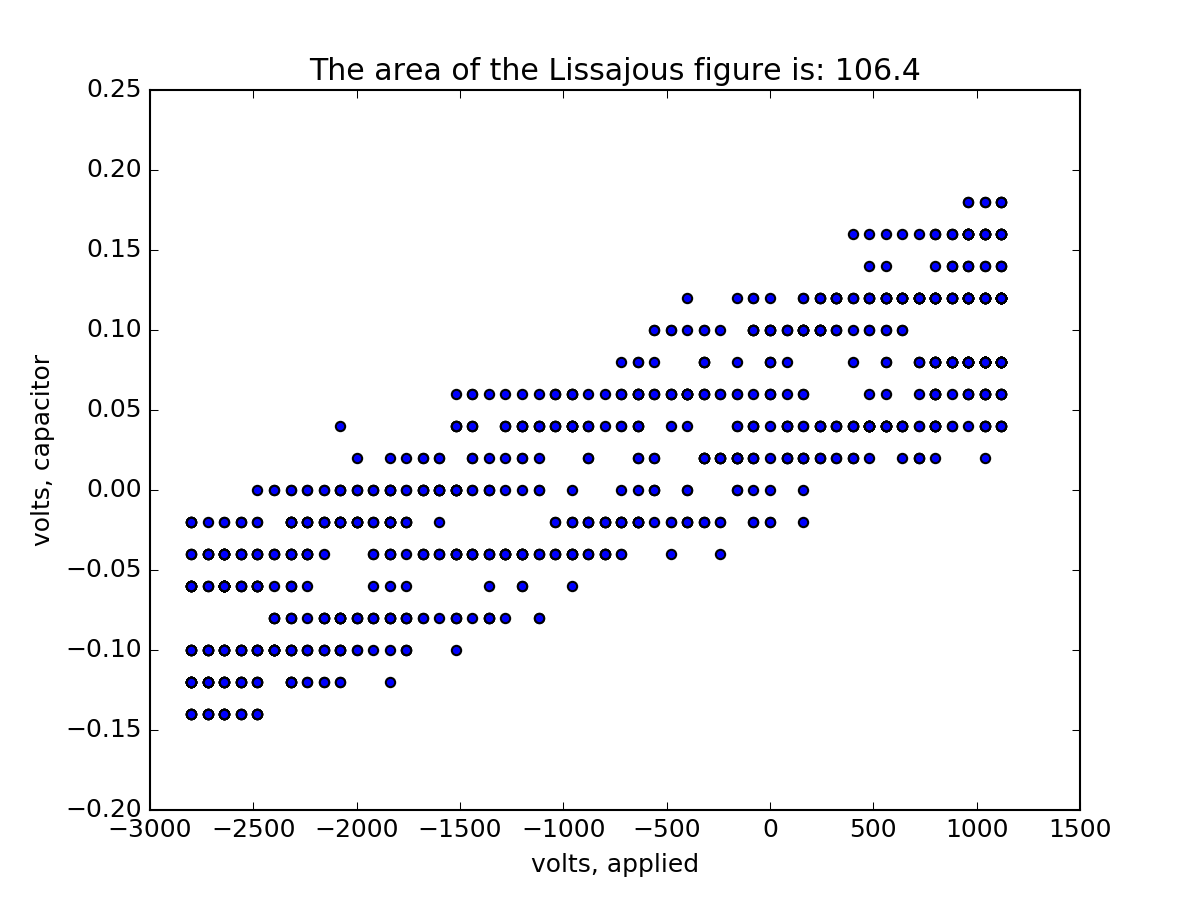 The area of the Lissajous figure is: 106.4
0.25
0.20
0.15
0.10
0.05
0.00
−0.05
−0.10
−0.15
−0.20
volts, capacitor
−3000 −2500 −2000 −1500 −1000 −500 0 500 1000 1500
volts, applied